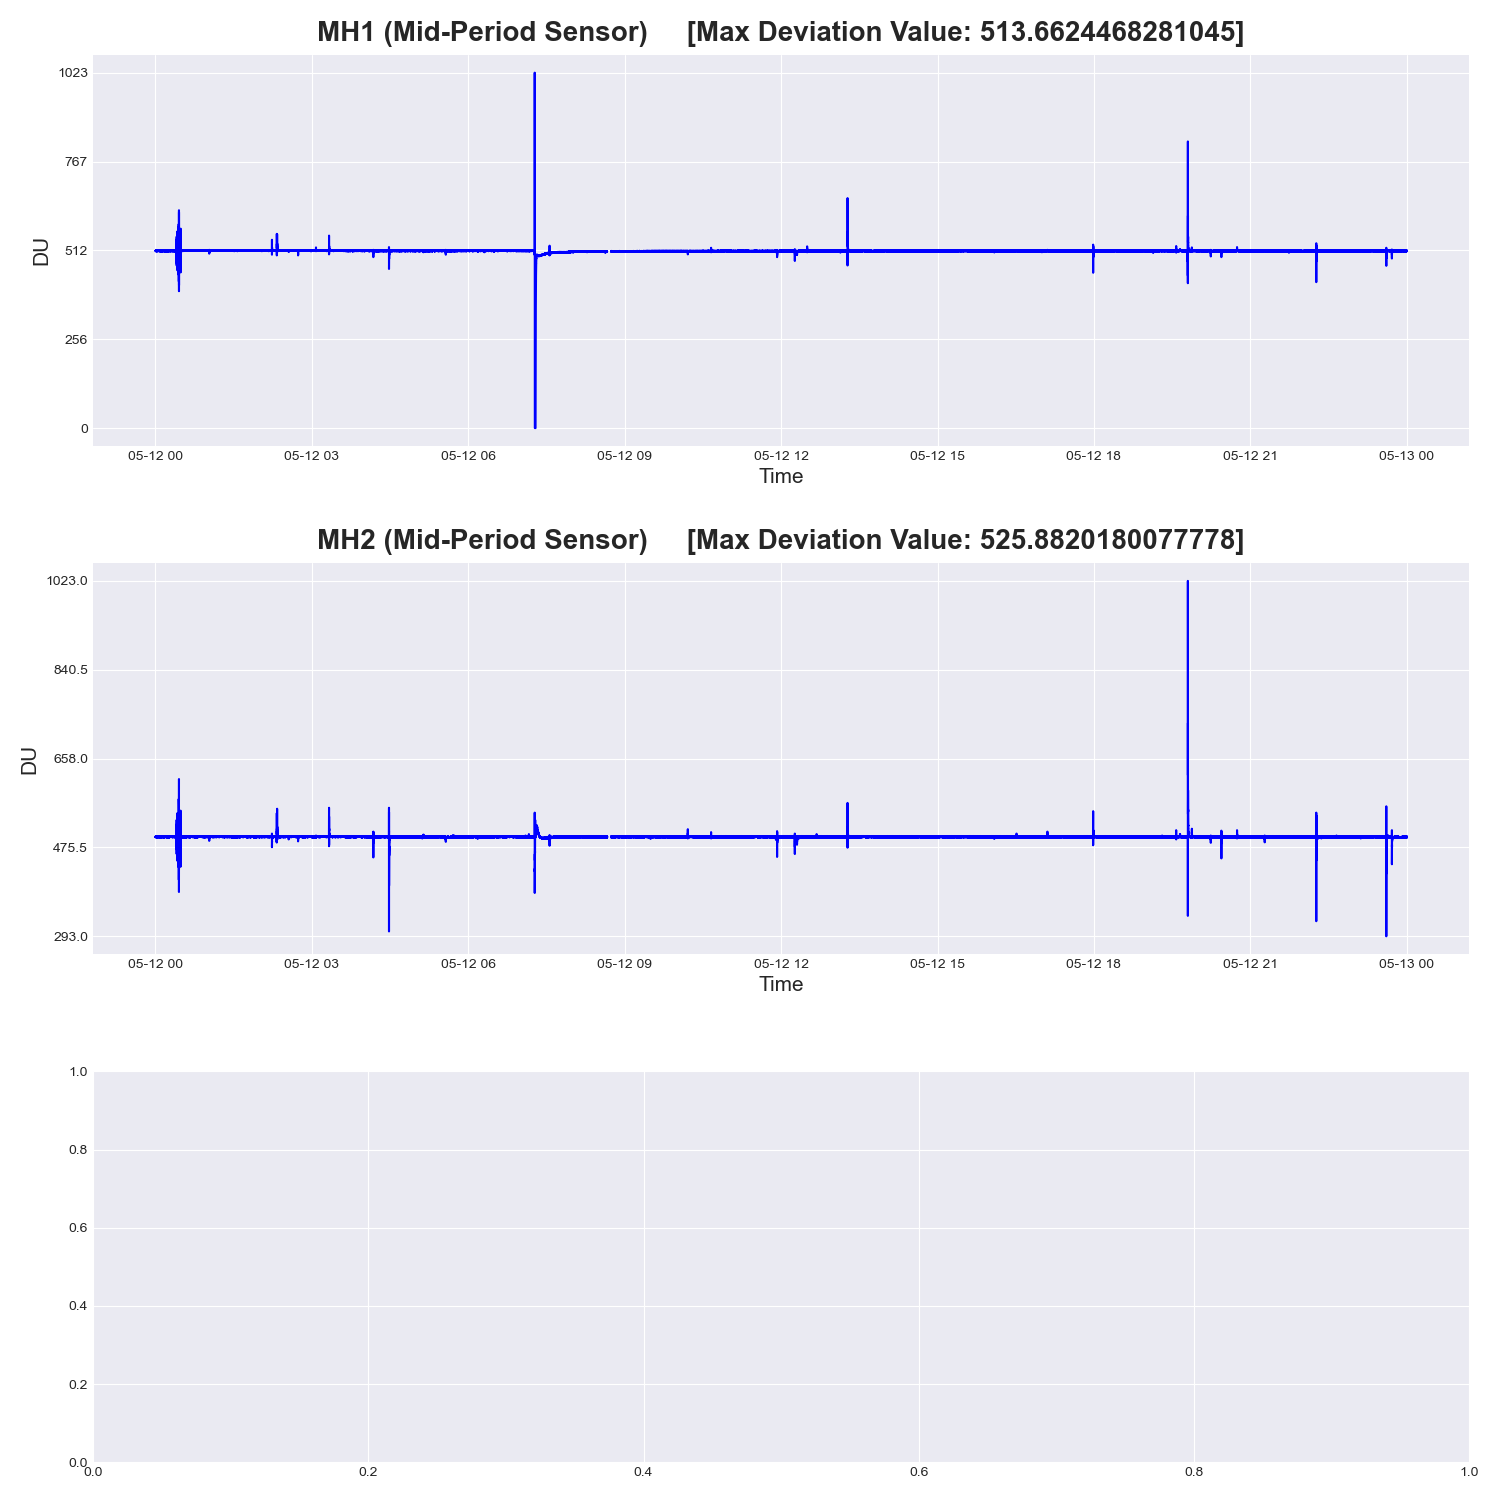 MH1 (Mid-Period Sensor) [Max Deviation Value: 513.6624468281045]
1023
767
512
256
0
DU
05-12 00 05-12 03 05-12 06 05-12 09 05-12 12 05-12 15 05-12 18 05-12 21 05-13 00
Time
MH2 (Mid-Period Sensor) [Max Deviation Value: 525.8820180077778]
1023.0
840.5
658.0
475.5
293.0
DU
05-12 00 05-12 03 05-12 06 05-12 09 05-12 12 05-12 15 05-12 18 05-12 21 05-13 00
Time
1.0
0.8
0.6
0.4
0.2
0.0
0.0 0.2 0.4 0.6 0.8 1.0